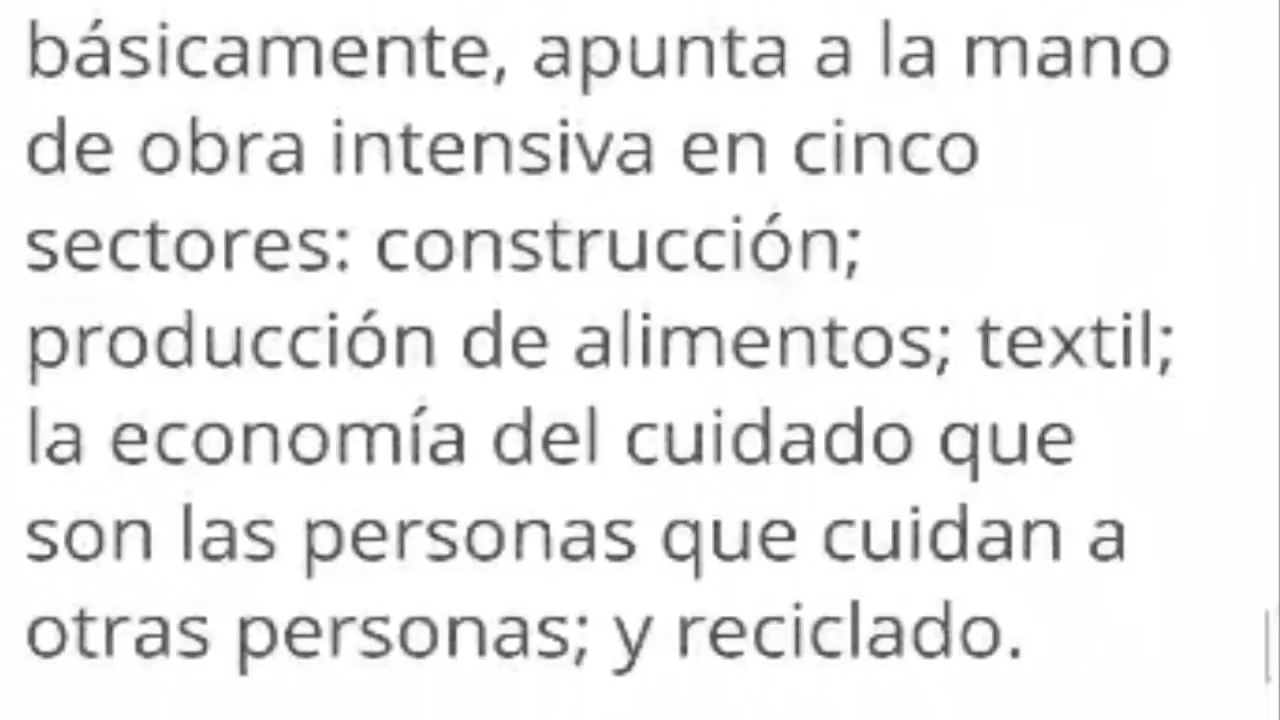 básicamente, apunta a la mano
de obra intensiva en cinco
sectores: construcción;
producción de alimentos; textil;
la economía del cuidado que
son las personas que cuidan a
otras personas; y reciclado.